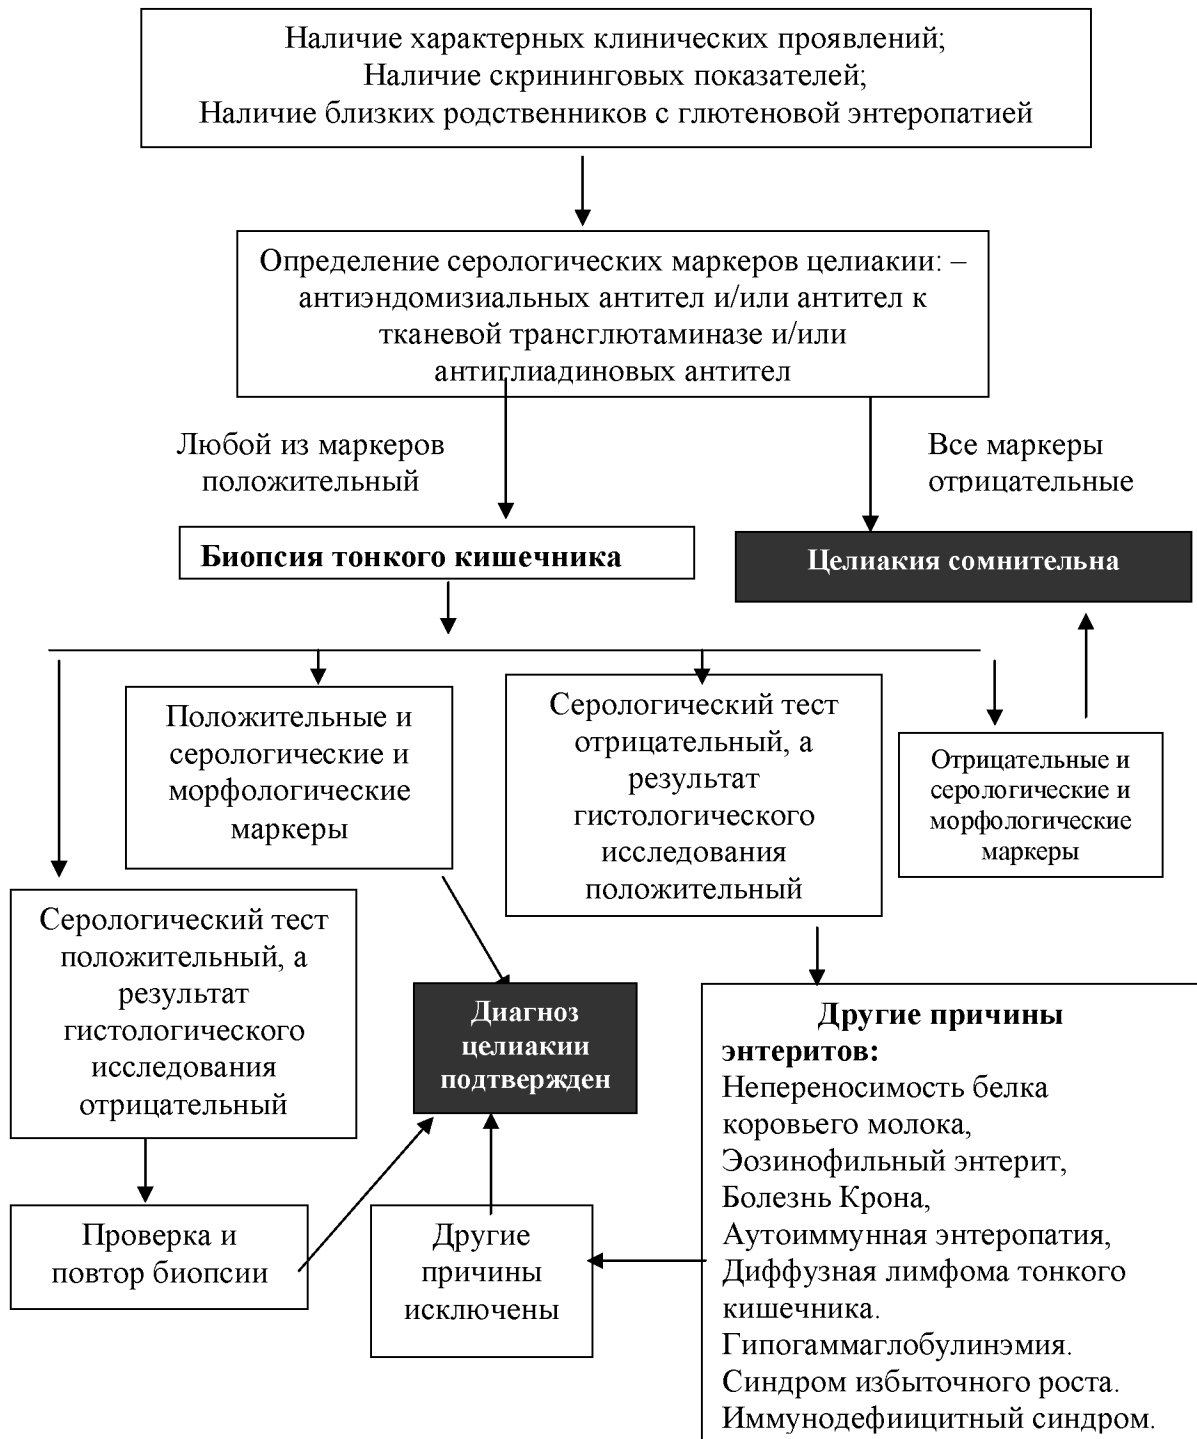 Наличие характерных клинических проявлений;
Наличие скрининговых показателей;
Наличие близких родственников с глютеновой энтеропатией
Определение серологических маркеров целиакии: –
антиэндомизиальных антител и/или антител к
тканевой трансглютаминазе и/или
антиглиадиновых антител
Любой из маркеров
положительный
Все маркеры
отрицательные
Биопсия тонкого кишечника
Целиакия сомнительна
Положительные и
серологические и
морфологические
маркеры
Серологический тест
отрицательный, а
результат
гистологического
исследования
положительный
Отрицательные и
серологические и
морфологические
маркеры
Серологический тест
положительный, а
результат
гистологического
исследования
отрицательный
Диагноз
целиакии
подтвержден
Другие причины
энтеритов:
Непереносимость белка
коровьего молока,
Эозинофильный энтерит,
Болезнь Крона,
Аутоиммунная энтеропатия,
Диффузная лимфома тонкого
кишечника.
Гипогаммаглобулинэмия.
Синдром избыточного роста.
Иммунодефиицитный синдром.
Проверка и
повтор биопсии
Другие
причины
исключены